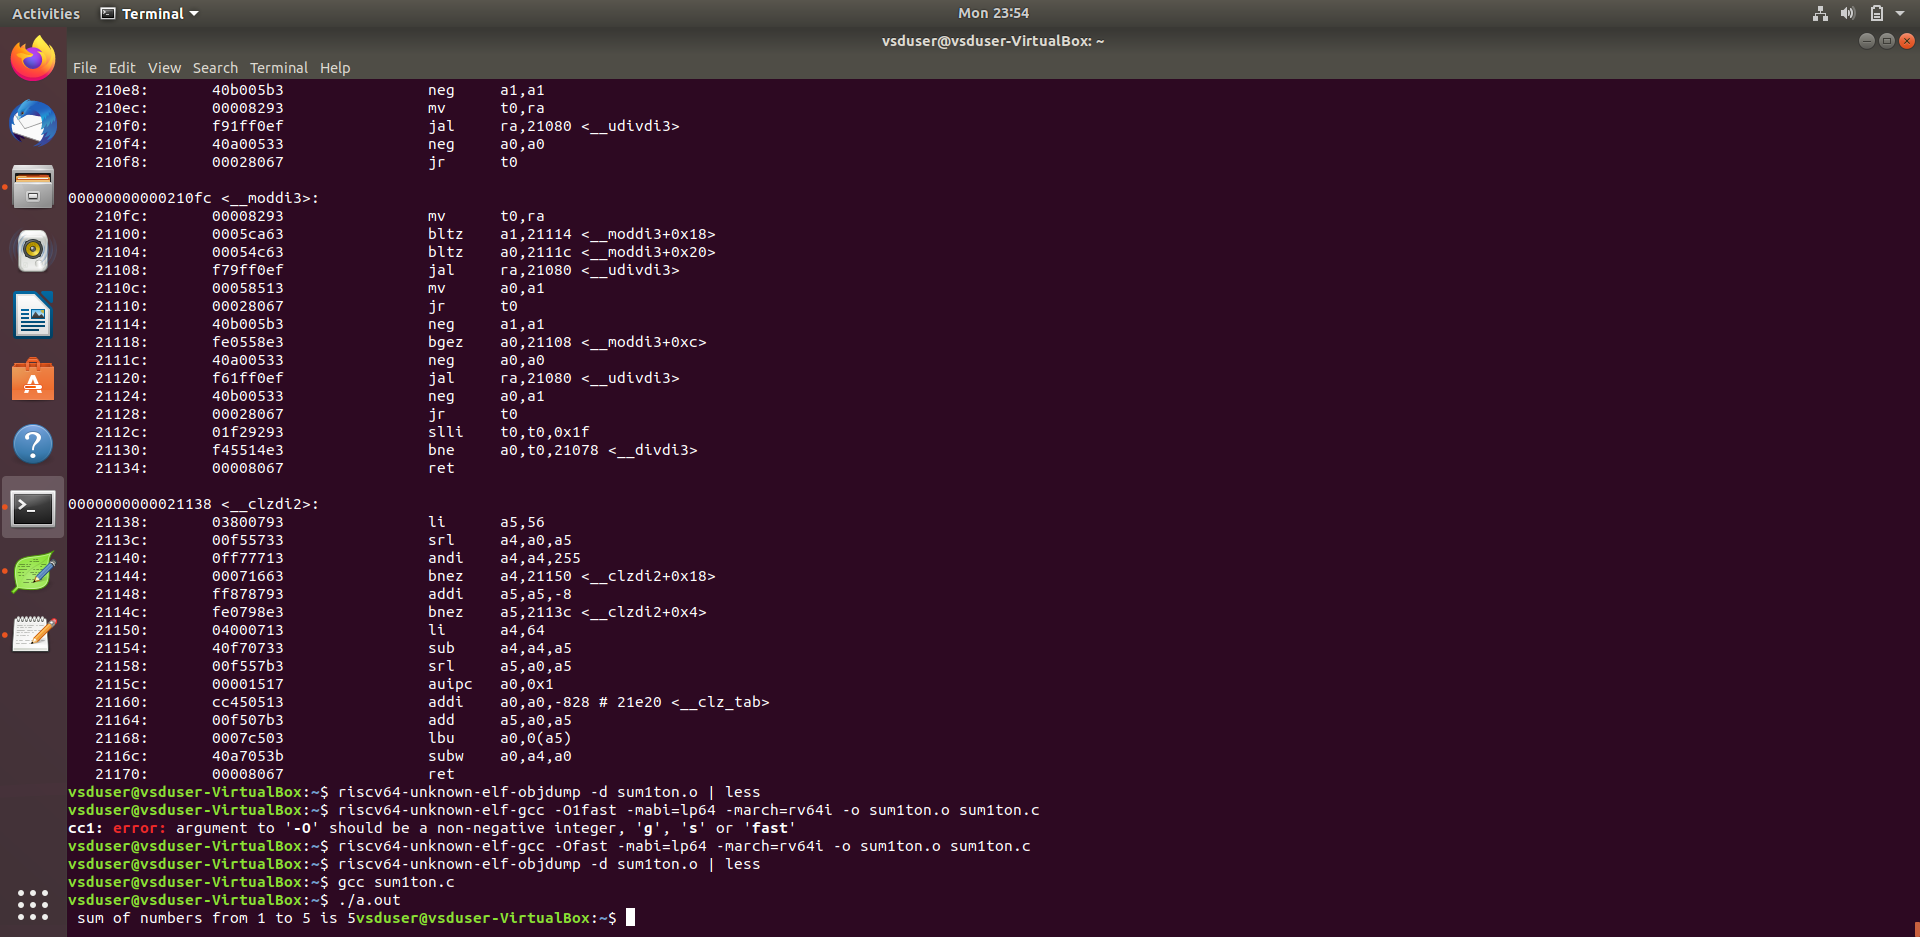 Activities Terminal Mon 23:54
vsduser@vsduser-VirtualBox: ~
File Edit View Search Terminal Help
210e8: 40b005b3 neg a1,a1
210ec: 00008293 mv t0,ra
210f0: f91ff0ef jal ra,21080 <__udivdi3>
210f4: 40a00533 neg a0,a0
210f8: 00028067 jr t0
00000000000210fc <__moddi3>:
210fc: 00008293 mv t0,ra
21100: 0005ca63 bltz a1,21114 <__moddi3+0x18>
21104: 00054c63 bltz a0,2111c <__moddi3+0x20>
21108: f79ff0ef jal ra,21080 <__udivdi3>
2110c: 00058513 mv a0,a1
21110: 00028067 jr t0
21114: 40b005b3 neg a1,a1
21118: fe0558e3 bgez a0,21108 <__moddi3+0xc>
2111c: 40a00533 neg a0,a0
21120: f61ff0ef jal ra,21080 <__udivdi3>
21124: 40b00533 neg a0,a1
21128: 00028067 jr t0
2112c: 01f29293 slli t0,t0,0x1f
21130: f45514e3 bne a0,t0,21078 <__divdi3>
21134: 00008067 ret
0000000000021138 <__clzdi2>:
21138: 03800793 li a5,56
2113c: 00f55733 srl a4,a0,a5
21140: 0ff77713 andi a4,a4,255
21144: 00071663 bnez a4,21150 <__clzdi2+0x18>
21148: ff878793 addi a5,a5,-8
2114c: fe0798e3 bnez a5,2113c <__clzdi2+0x4>
21150: 04000713 li a4,64
21154: 40f70733 sub a4,a4,a5
21158: 00f557b3 srl a5,a0,a5
2115c: 00001517 auipc a0,0x1
21160: cc450513 addi a0,a0,-828 # 21e20 <__clz_tab>
21164: 00f507b3 add a5,a0,a5
21168: 0007c503 lbu a0,0(a5)
2116c: 40a7053b subw a0,a4,a0
21170: 00008067 ret
vsduser@vsduser-VirtualBox:~$ riscv64-unknown-elf-objdump -d sum1ton.o | less
vsduser@vsduser-VirtualBox:~$ riscv64-unknown-elf-gcc -O1fast -mabi=lp64 -march=rv64i -o sum1ton.o sum1ton.c
cc1: error: argument to '-O' should be a non-negative integer, 'g', 's' or 'fast'
vsduser@vsduser-VirtualBox:~$ riscv64-unknown-elf-gcc -Ofast -mabi=lp64 -march=rv64i -o sum1ton.o sum1ton.c
vsduser@vsduser-VirtualBox:~$ riscv64-unknown-elf-objdump -d sum1ton.o | less
vsduser@vsduser-VirtualBox:~$ gcc sum1ton.c
vsduser@vsduser-VirtualBox:~$ ./a.out
sum of numbers from 1 to 5 is 5vsduser@vsduser-VirtualBox:~$